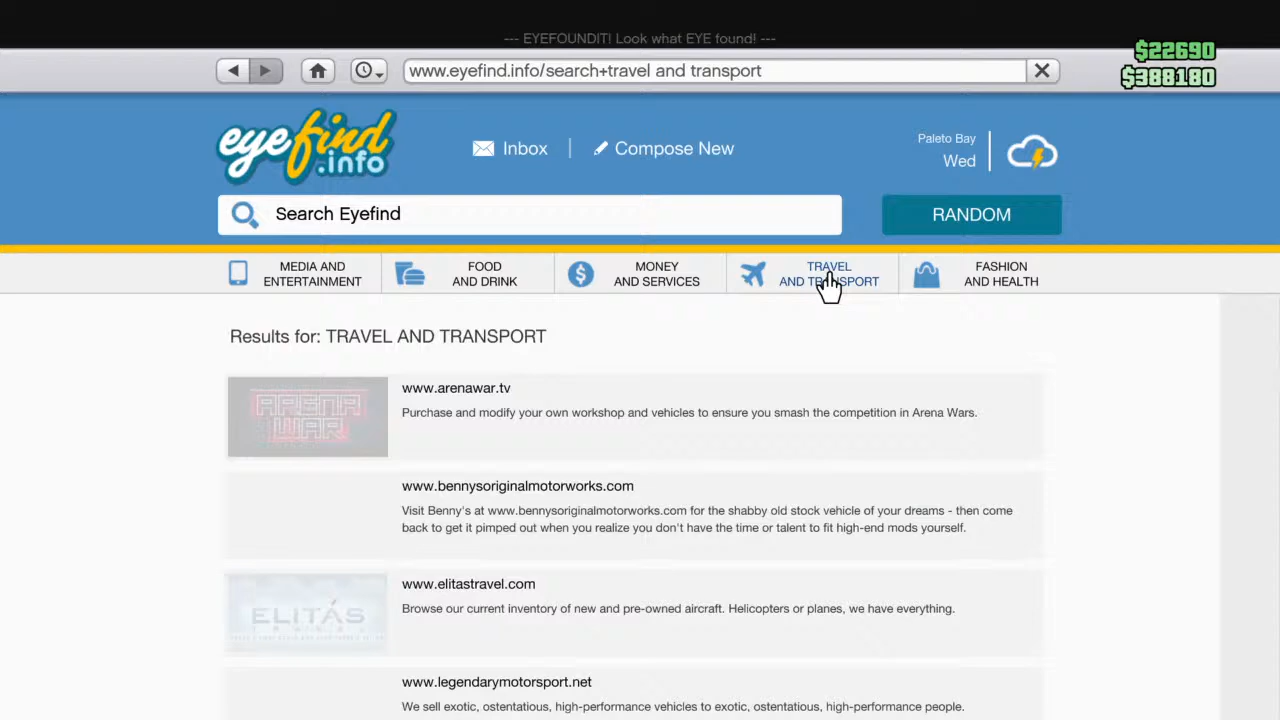 --- EYEFOUNDIT! Look what EYE found! ---
$22690
www.eyefind.info/search+travel and transport
$388180
eyefind
.info
Inbox
Compose New
Paleto Bay
Wed
Search Eyefind
RANDOM
MEDIA AND
ENTERTAINMENT
FOOD
AND DRINK
MONEY
AND SERVICES
TRAVEL
AND TRANSPORT
FASHION
AND HEALTH
Results for: TRAVEL AND TRANSPORT
ARENA
WAR
www.arenawar.tv
Purchase and modify your own workshop and vehicles to ensure you smash the competition in Arena Wars.
www.bennysoriginalmotorworks.com
Visit Benny's at www.bennysoriginalmotorworks.com for the shabby old stock vehicle of your dreams - then come
back to get it pimped out when you realize you don't have the time or talent to fit high-end mods yourself.
ELITÁS
www.elitastravel.com
Browse our current inventory of new and pre-owned aircraft. Helicopters or planes, we have everything.
www.legendarymotorsport.net
We sell exotic, ostentatious, high-performance vehicles to exotic, ostentatious, high-performance people.